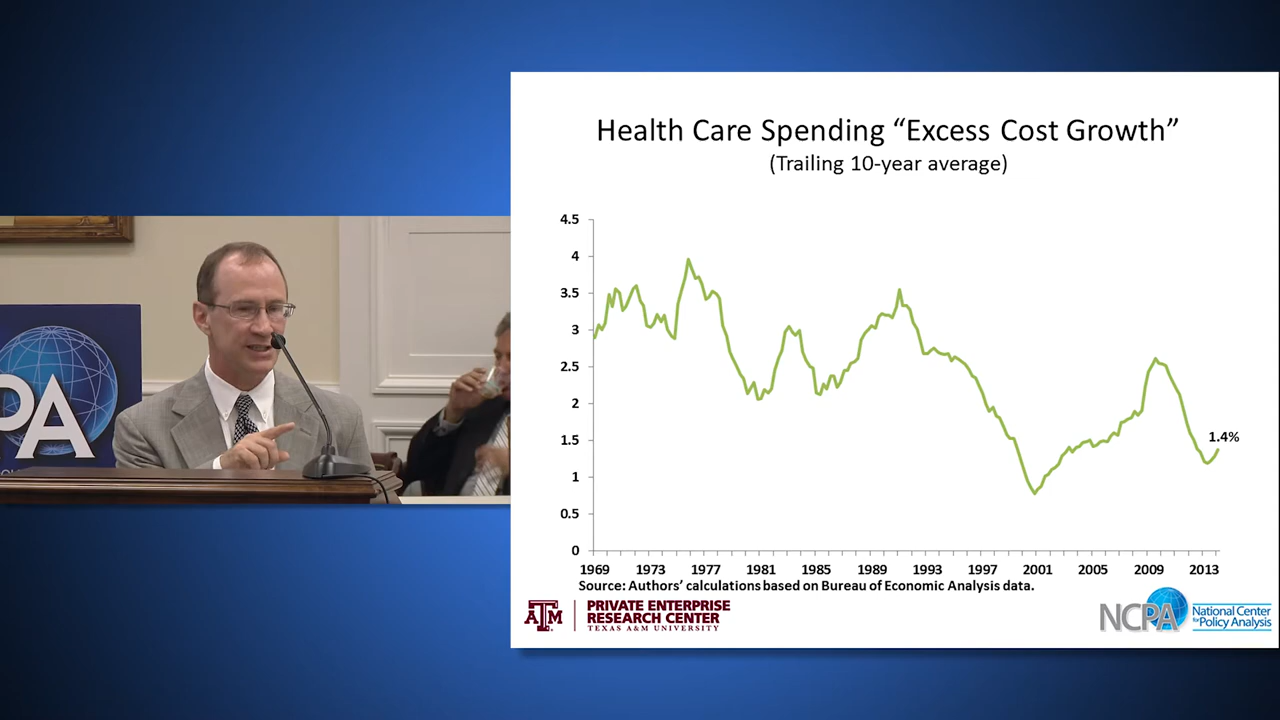 Health Care Spending “Excess Cost Growth”
(Trailing 10-year average)
4.5
4
3.5
3
2.5
2
1.5
1
0.5
0
1.4%
1969 1973 1977 1981 1985 1989 1993 1997 2001 2005 2009 2013
Source: Authors’ calculations based on Bureau of Economic Analysis data.
ATM
PRIVATE ENTERPRISE
RESEARCH CENTER
TEXAS A&M UNIVERSITY
NCPA
National Center
for Policy Analysis
PA